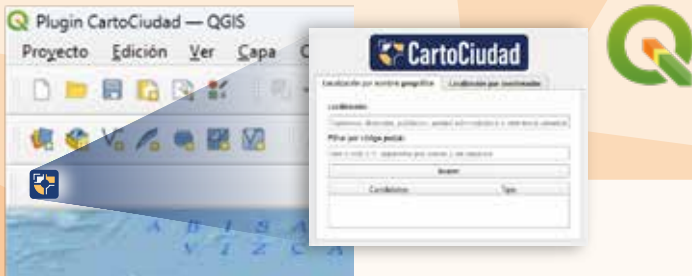 Plugin CartoCiudad — QGIS
Proyecto Edición Ver Capa C
CartoCiudad
Localización por nombre geográfico Localización por coordenadas
Localización:
Filtrar por código postal:
Buscar
Candidatos Tipo
A B I S A
V I Z C A